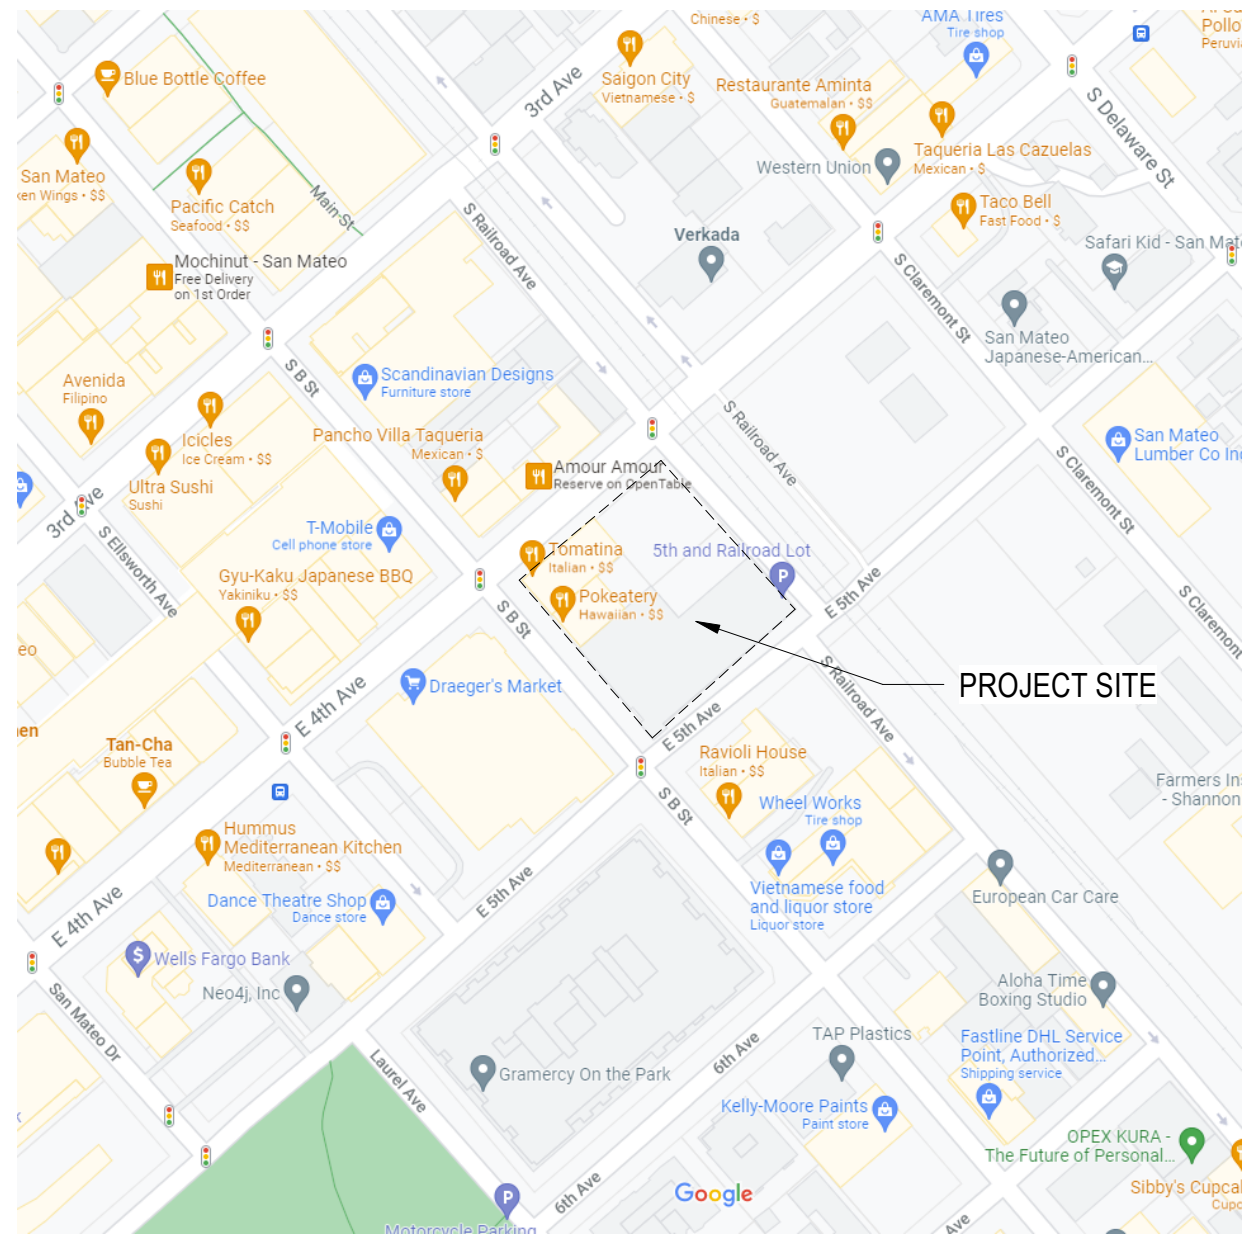 Chinese • $
AMA Tires
Tire shop
Pollo
Peruvi
Blue Bottle Coffee
3rd Ave
Saigon City
Vietnamese • $
Restaurante Aminta
Guatemalan • $$
S Delaware St
Taqueria Las Cazuelas
Mexican • $
Western Union
San Mateo
ken Wings • $$
Pacific Catch
Seafood • $$
Main St
S Railroad Ave
Taco Bell
Fast Food • $
Verkada
Safari Kid - San Mat
Mochinut - San Mateo
Free Delivery
on 1st Order
S Claremont St
San Mateo
Japanese-American...
S B St
Scandinavian Designs
Furniture store
Avenida
Filipino
Icicles
Ice Cream • $$
Pancho Villa Taqueria
Mexican • $
S Railroad Ave
San Mateo
Lumber Co In
S Claremont St
Amour Amour
Reserve on OpenTable
Ultra Sushi
Sushi
3rd Ave
S Ellsworth Ave
T-Mobile
Cell phone store
Tomatina
Italian • $$
5th and Railroad Lot
Gyu-Kaku Japanese BBQ
Yakiniku • $$
Pokeatery
Hawaiian • $$
P
E 5th Ave
S B St
S Claremont
eo
PROJECT SITE
Draeger's Market
S Railroad Ave
E 4th Ave
E 5th Ave
en
Tan-Cha
Bubble Tea
Ravioli House
Italian • $$
Farmers In
- Shannon
Wheel Works
Tire shop
S B St
Hummus
Mediterranean Kitchen
Mediterranean • $$
Vietnamese food
and liquor store
Liquor store
European Car Care
Dance Theatre Shop
Dance store
E 5th Ave
E 4th Ave
$
Wells Fargo Bank
Neo4j, Inc
San Mateo Dr
Aloha Time
Boxing Studio
TAP Plastics
Fastline DHL Service
Point, Authorized...
Shipping service
6th Ave
Laurel Ave
Gramercy On the Park
Kelly-Moore Paints
Paint store
OPEX KURA -
The Future of Personal...
Sibby's Cupca
Cupc
6th Ave
P
Google
Motorcycle Parking
Ave